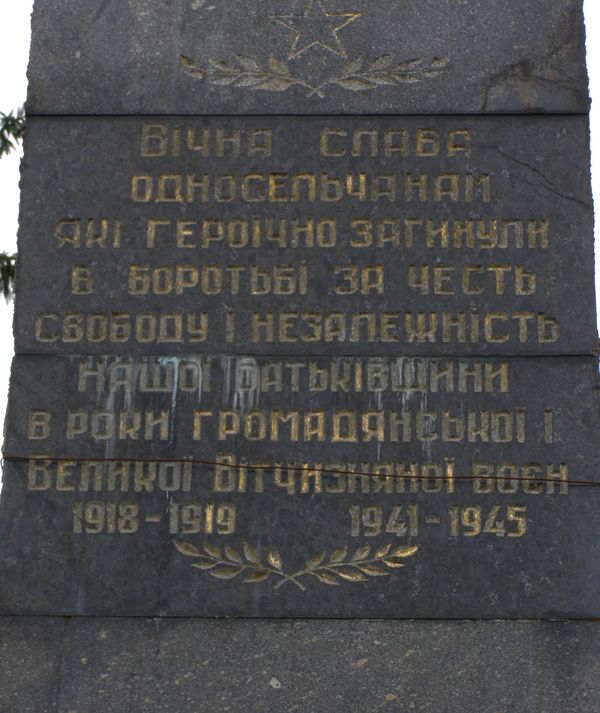 Вічна слава
односельчанам
які героїчно загинули
в боротьбі за честь
свободу і незалежність
нашої батьківщини
в роки громадянської і
Великої Вітчизняної воєн
1918-1919 1941-1945